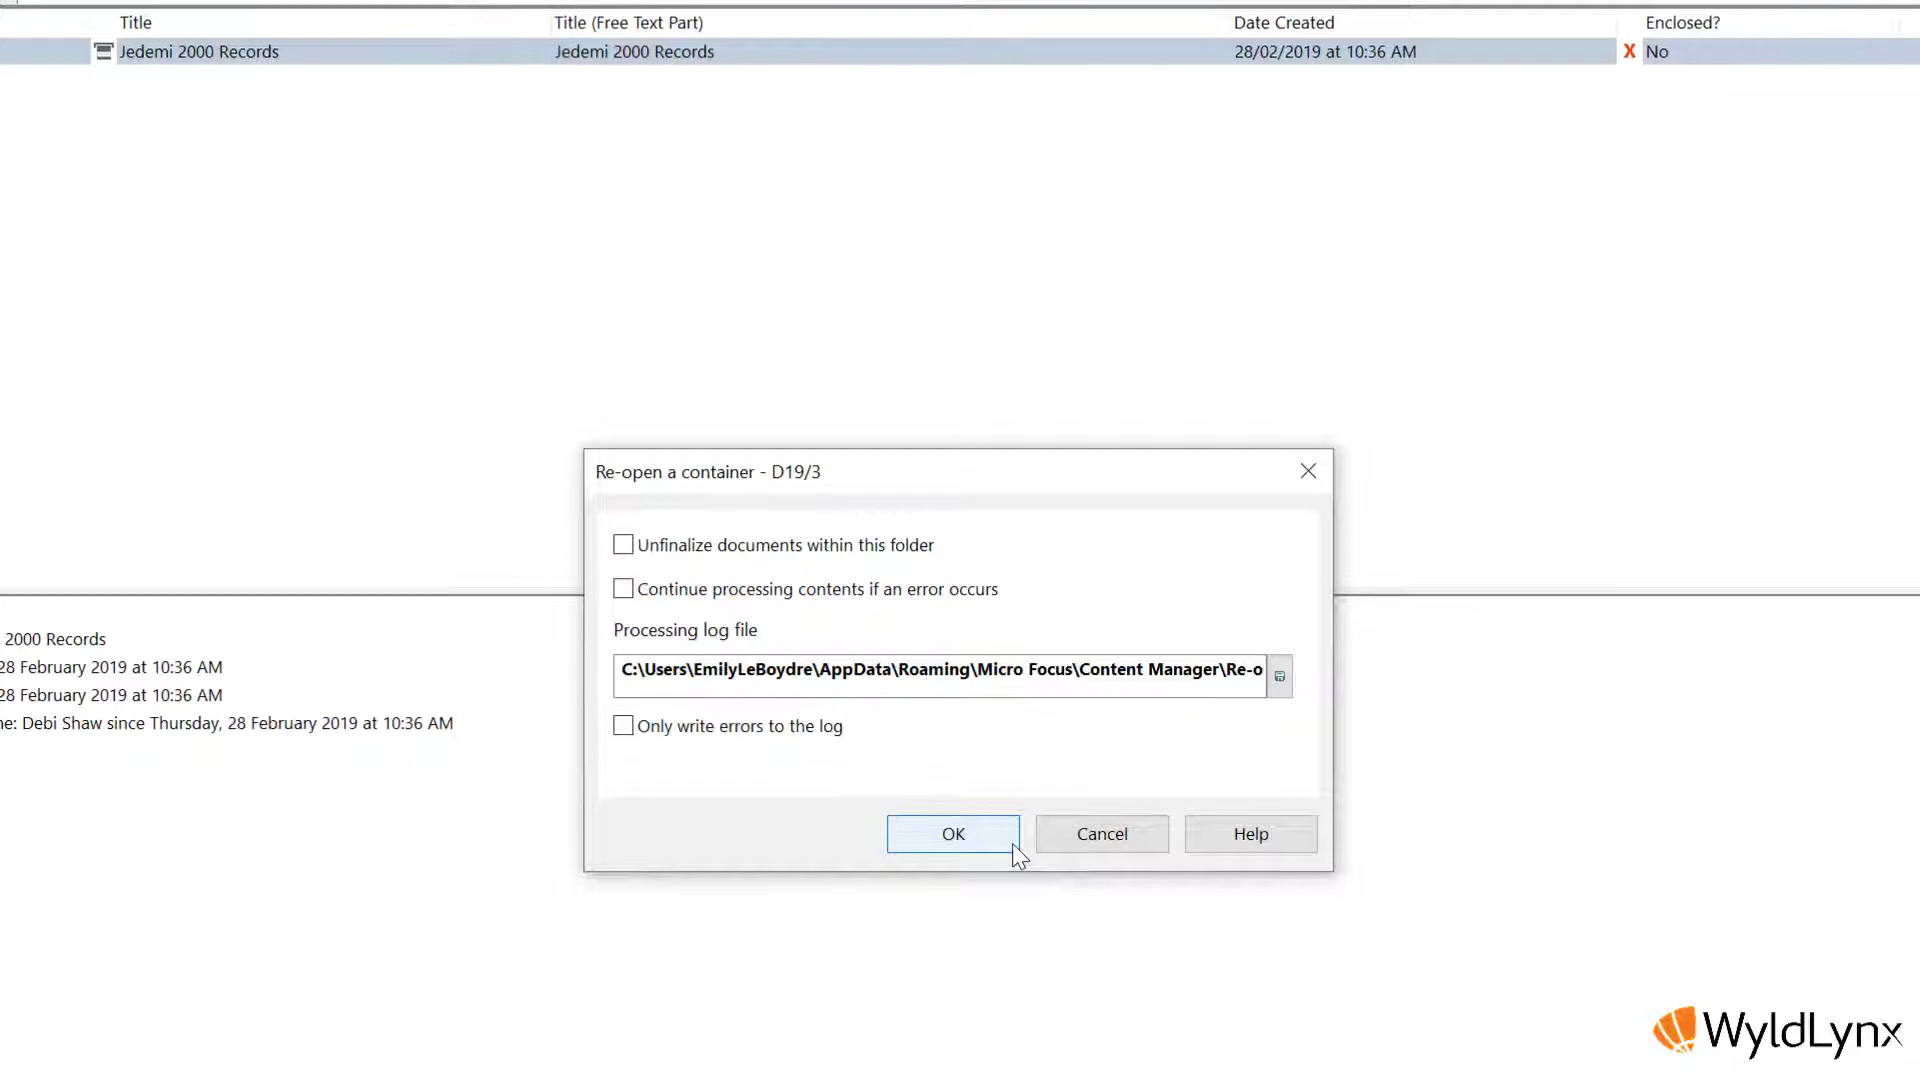 Title Title (Free Text Part) Date Created Enclosed?
Jedemi 2000 Records Jedemi 2000 Records 28/02/2019 at 10:36 AM X No
Re-open a container - D19/3
Unfinalize documents within this folder
Continue processing contents if an error occurs
Processing log file
C:\Users\EmilyLeBoydre\AppData\Roaming\Micro Focus\Content Manager\Re-o
Only write errors to the log
OK Cancel Help
2000 Records
28 February 2019 at 10:36 AM
28 February 2019 at 10:36 AM
ne: Debi Shaw since Thursday, 28 February 2019 at 10:36 AM
WyldLynx